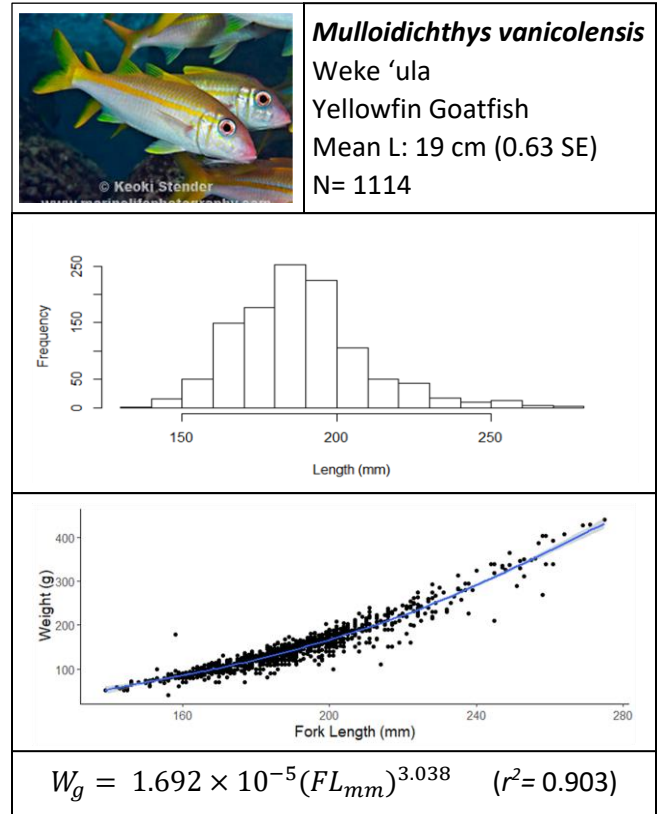 Mulloidichthys vanicolensis
Weke ‘ula
Yellowfin Goatfish
Mean L: 19 cm (0.63 SE)
N= 1114
© Keoki Stender
www.marinelifephotography.com
Frequency
250
150
50
0
150 200 250
Length (mm)
Weight (g)
400
300
200
100
160 200 240 280
Fork Length (mm)
W_g = 1.692 × 10^{-5}(FL_{mm})^{3.038} (r^2= 0.903)